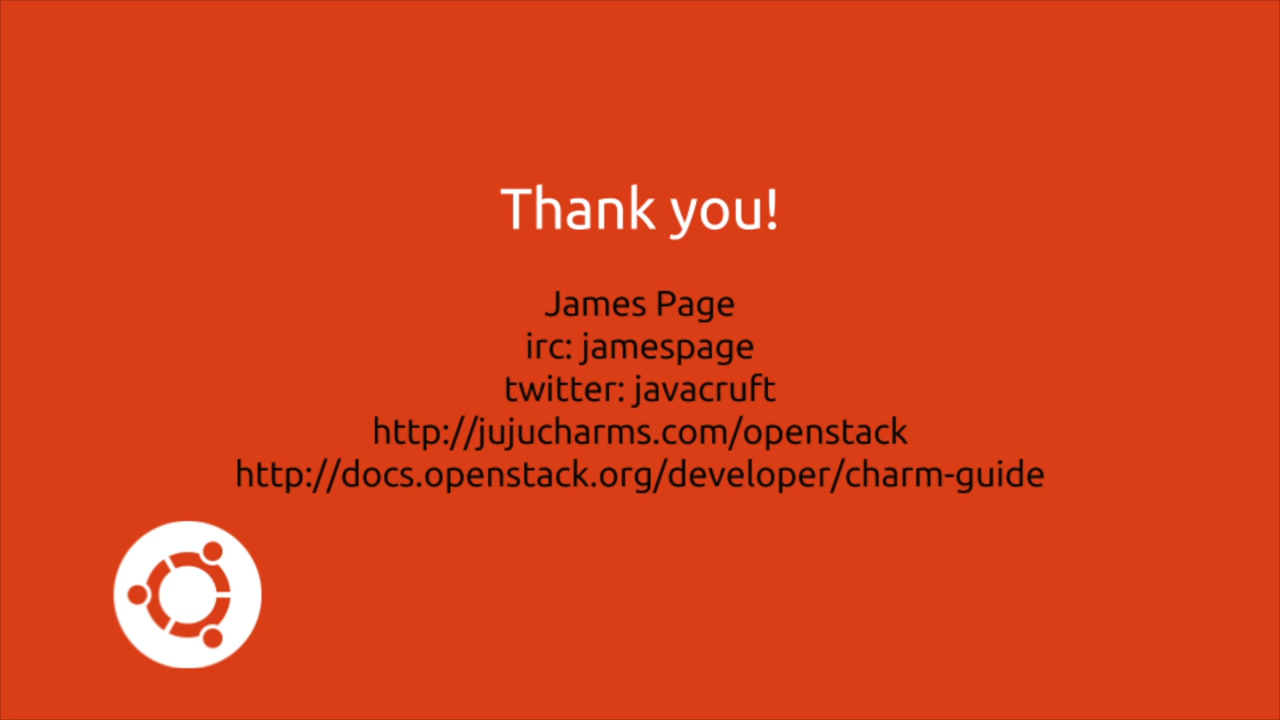 Thank you!
James Page
irc: jamespage
twitter: javacruft
http://jujucharms.com/openstack
http://docs.openstack.org/developer/charm-guide